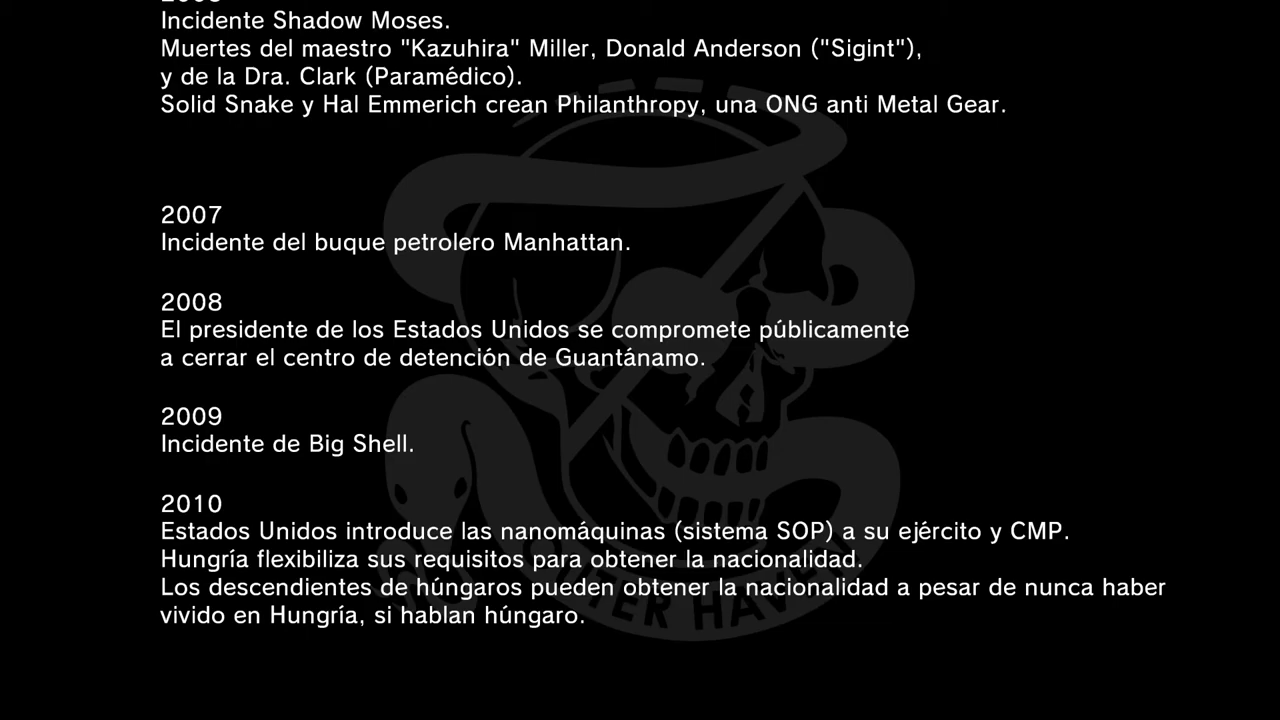 Incidente Shadow Moses.
Muertes del maestro "Kazuhira" Miller, Donald Anderson ("Sigint"),
y de la Dra. Clark (Paramédico).
Solid Snake y Hal Emmerich crean Philanthropy, una ONG anti Metal Gear.
2007
Incidente del buque petrolero Manhattan.
2008
El presidente de los Estados Unidos se compromete públicamente
a cerrar el centro de detención de Guantánamo.
2009
Incidente de Big Shell.
2010
Estados Unidos introduce las nanomáquinas (sistema SOP) a su ejército y CMP.
Hungría flexibiliza sus requisitos para obtener la nacionalidad.
Los descendientes de húngaros pueden obtener la nacionalidad a pesar de nunca haber
vivido en Hungría, si hablan húngaro.